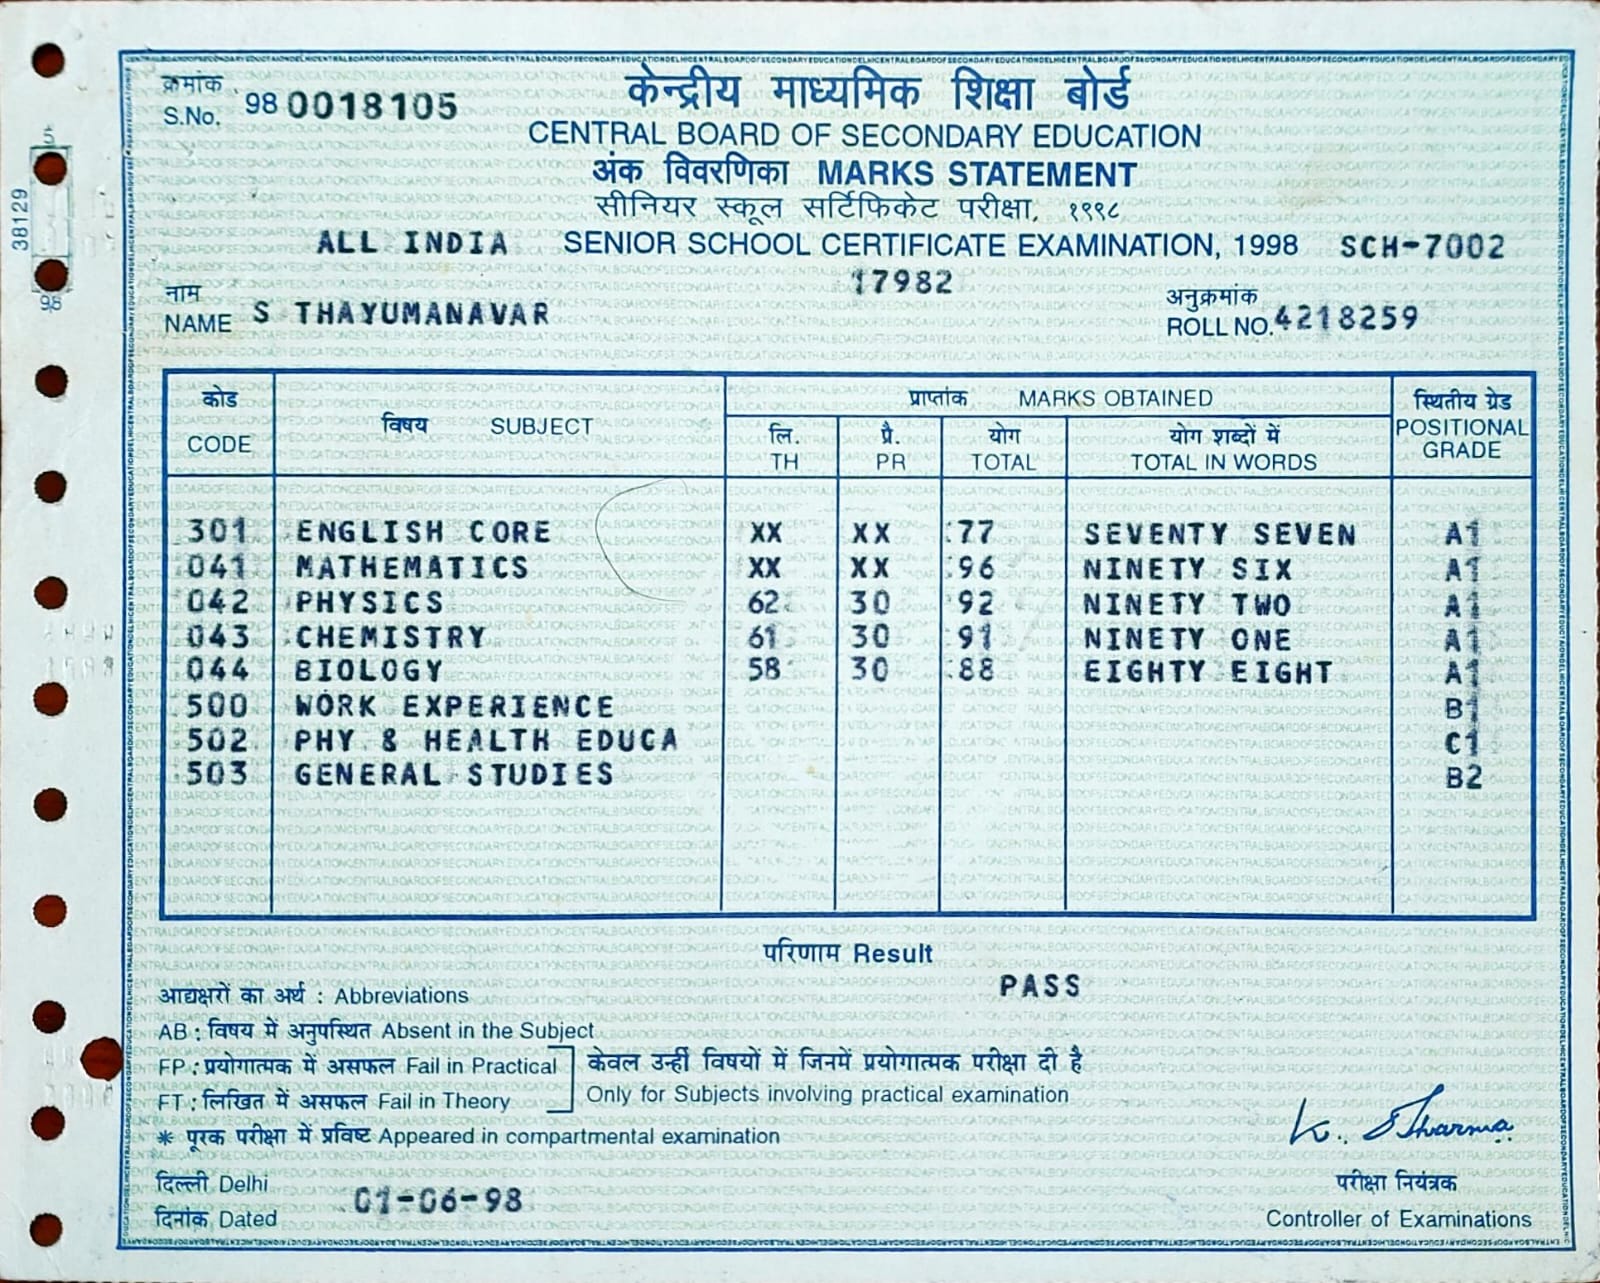 क्रमांक
S.No. 98 0018105
केन्द्रीय माध्यमिक शिक्षा बोर्ड
CENTRAL BOARD OF SECONDARY EDUCATION
अंक विवरणिका MARKS STATEMENT
सीनियर स्कूल सर्टिफिकेट परीक्षा, १९९८
ALL INDIA SENIOR SCHOOL CERTIFICATE EXAMINATION, 1998 SCH-7002
17982
नाम
NAME S THAYUMANAVAR
अनुक्रमांक
ROLL NO. 4218259
5
38129
98
कोड
CODE
विषय SUBJECT
प्राप्तांक MARKS OBTAINED
लि.
TH
प्रै.
PR
योग
TOTAL
योग शब्दों में
TOTAL IN WORDS
स्थितीय ग्रेड
POSITIONAL
GRADE
301 ENGLISH CORE XX XX :77 SEVENTY SEVEN A1
041 MATHEMATICS XX XX :96 NINETY SIX A1
042 PHYSICS 62 30 :92 NINETY TWO A1
043 CHEMISTRY 61 30 :91 NINETY ONE A1
044 BIOLOGY 58 30 :88 EIGHTY EIGHT A1
500 WORK EXPERIENCE B1
502 PHY & HEALTH EDUCA C1
503 GENERAL STUDIES B2
परिणाम Result
PASS
आद्यक्षरों का अर्थ : Abbreviations
AB : विषय में अनुपस्थित Absent in the Subject
FP : प्रयोगात्मक में असफल Fail in Practical
FT : लिखित में असफल Fail in Theory
केवल उन्हीं विषयों में जिनमें प्रयोगात्मक परीक्षा दी है
Only for Subjects involving practical examination
* पूरक परीक्षा में प्रविष्ट Appeared in compartmental examination
दिल्ली Delhi
दिनांक Dated 01-06-98
K. Sharma
परीक्षा नियंत्रक
Controller of Examinations